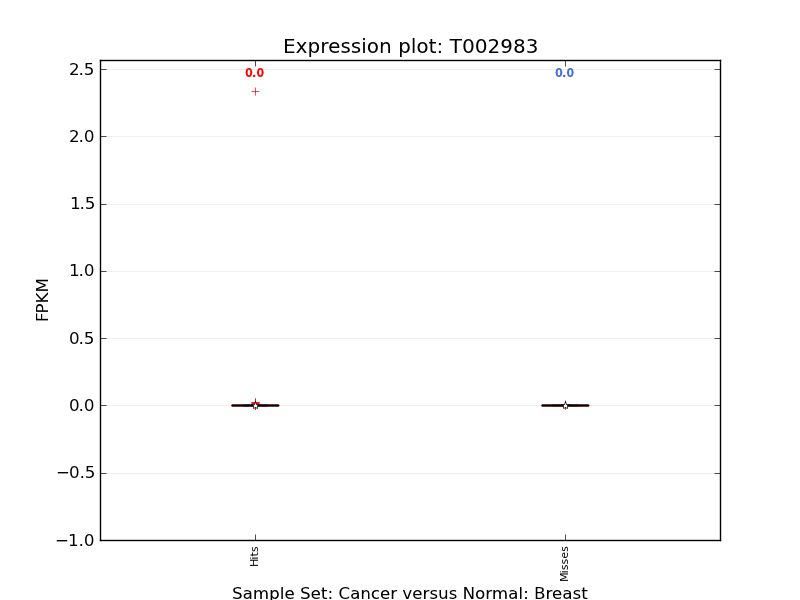 Expression plot: T002983
2.5
0.0
0.0
2.0
1.5
1.0
0.5
0.0
−0.5
−1.0
FPKM
Hits
Misses
Sample Set: Cancer versus Normal: Breast